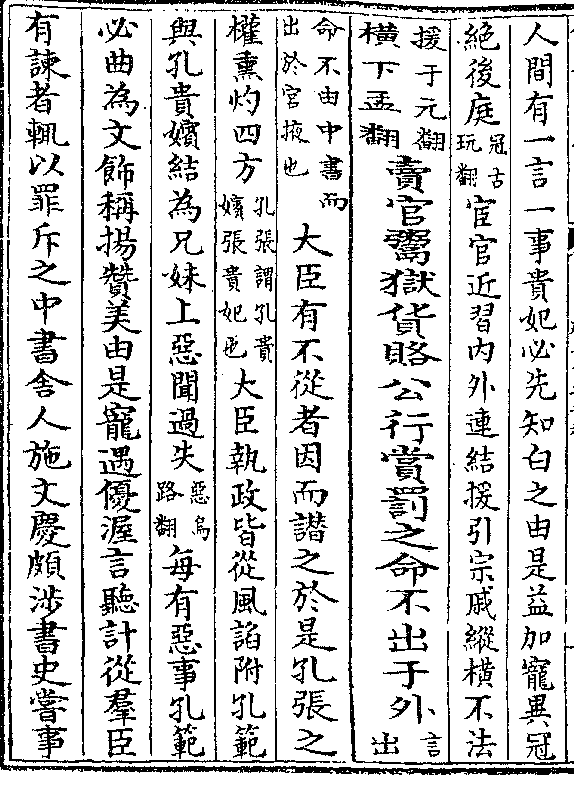 人間有一言一事貴妃必先知白之由是益加寵異冠
絕後庭冠古玩翻宦官近習内外連結援引宗戚縱橫不法
援于元翻橫下孟翻賣官鬻獄貨賂公行賞罰之命不出于外言出
命不由中書而出於宮掖也大臣有不從者因而譖之於是孔張之
權熏灼四方孔張謂孔貴嬪張貴妃也大臣執政皆從風諂附孔範
與孔貴嬪結為兄妹上惡聞過失惡烏路翻每有惡事孔範
必曲為文飾稱揚贊美由是寵遇優渥言聽計從羣臣
有諫者輒以罪斥之中書舍人施文慶頗涉書史嘗事